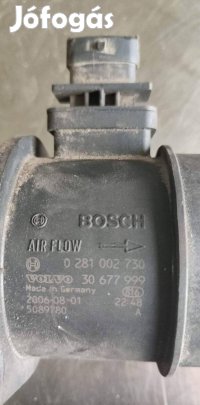 Jófogás
BOSCH
AIR FLOW
0 281 002 730
VOLVO 30 677 999
Made in Germany 816
2006-08-01 22:48
5089780 A